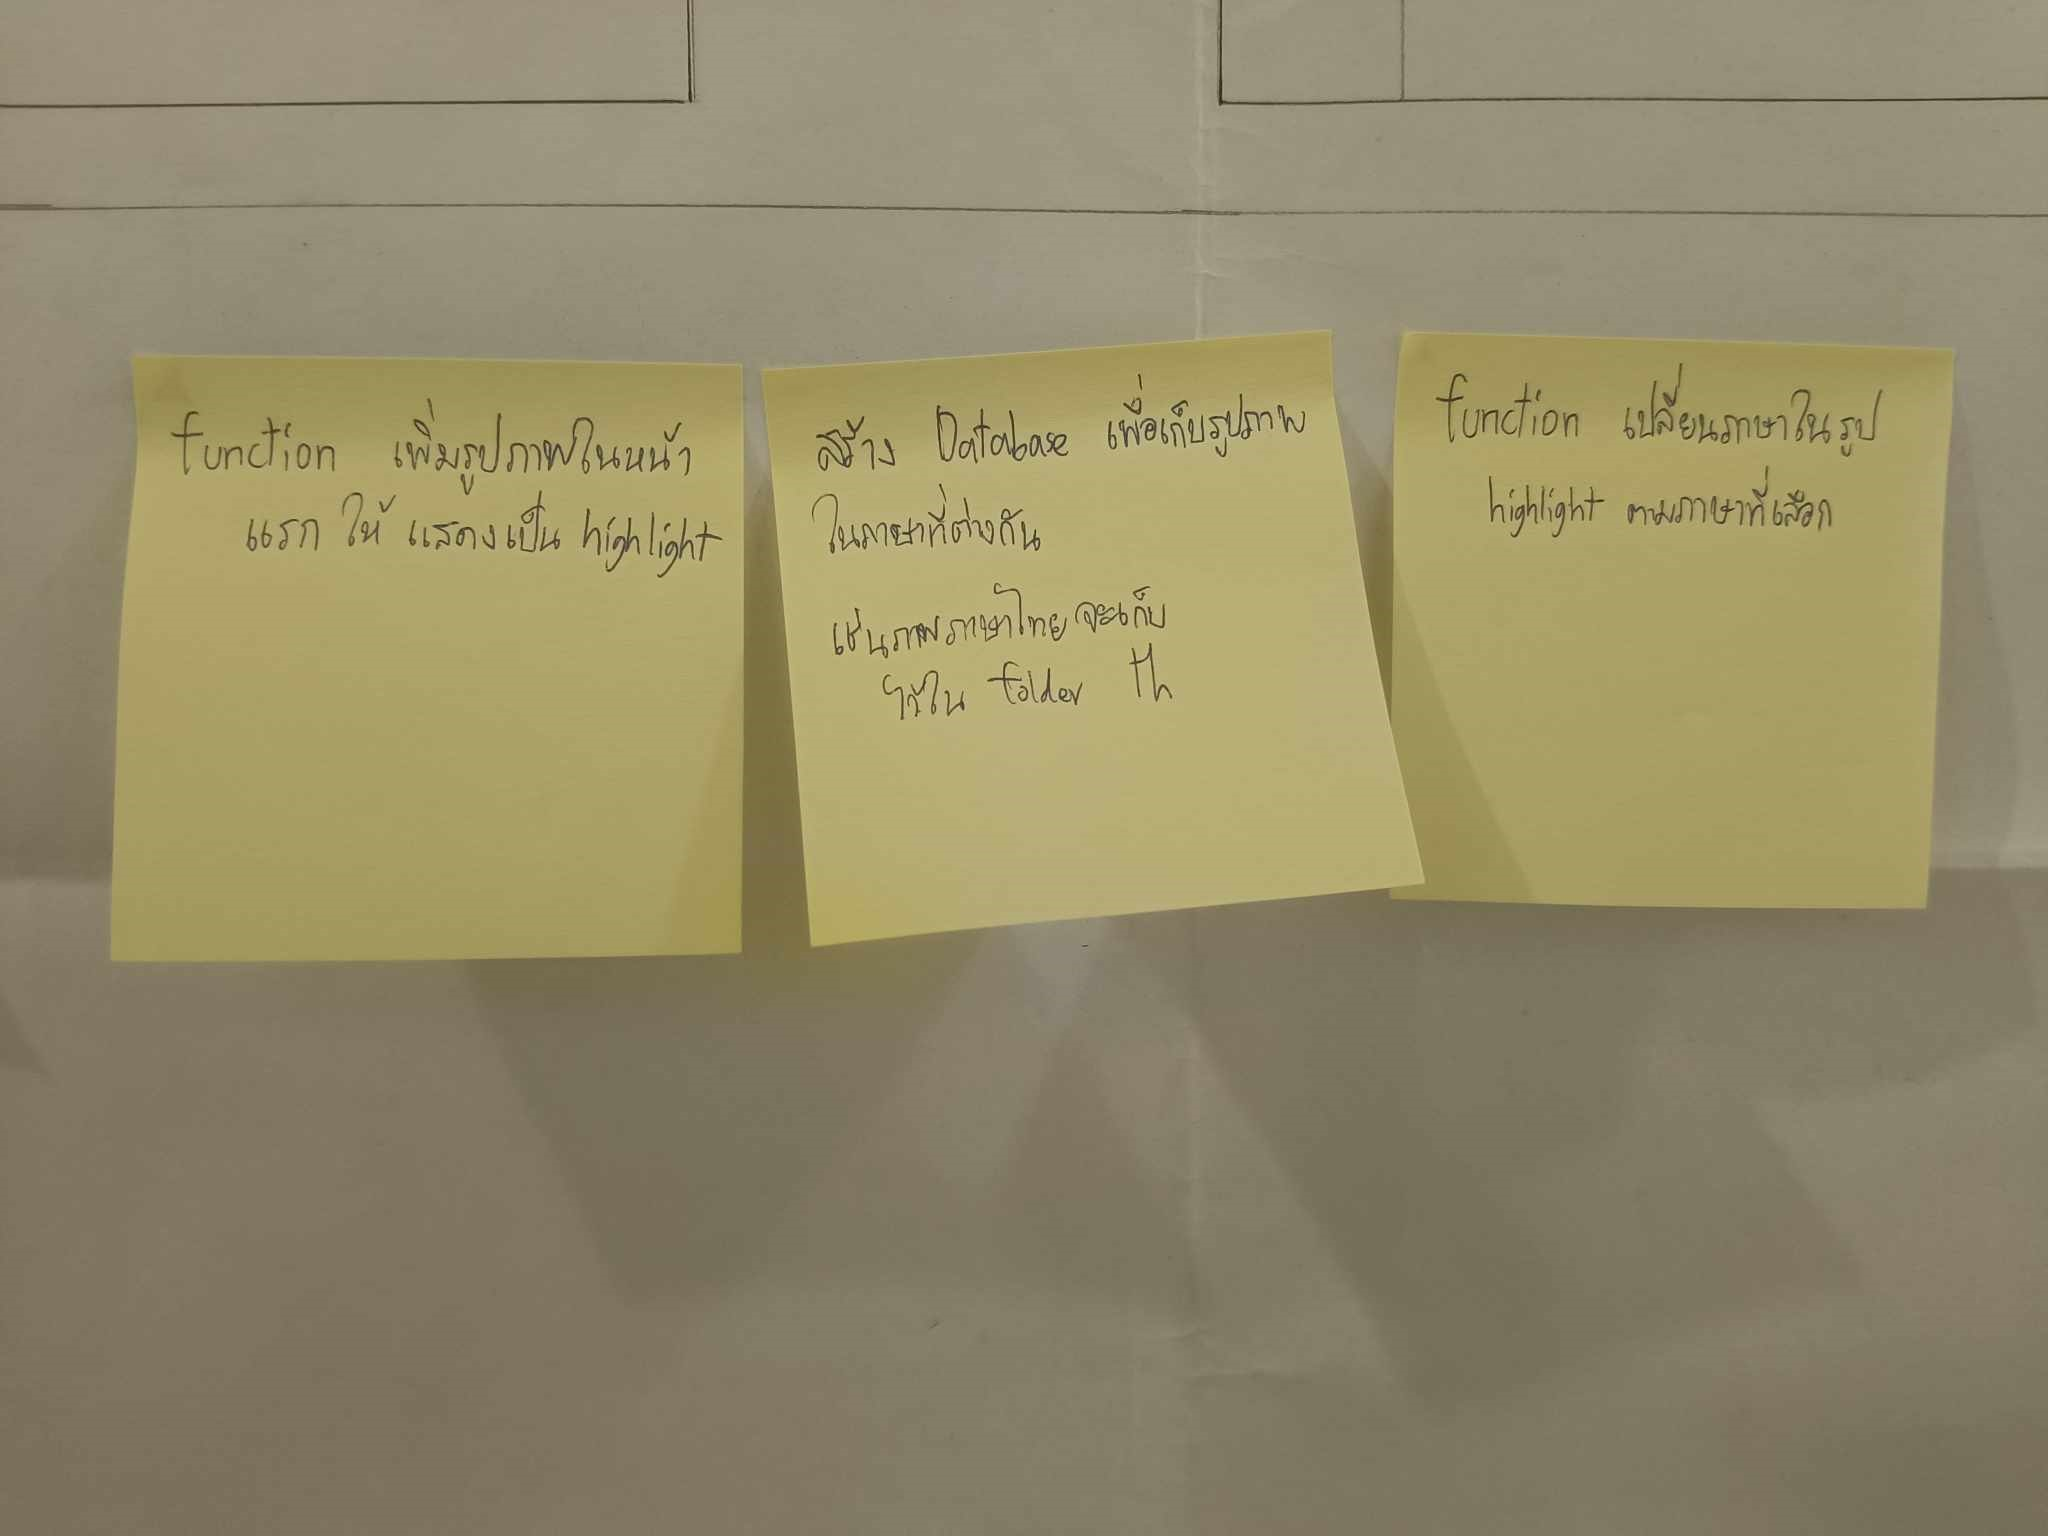 function เพิ่มรูปภาพในหน้า
แรก ให้ แสดงเป็น highlight
สร้าง Database เพื่อเก็บรูปภาพ
ในภาษาที่ต่างกัน
เช่นภาพภาษาไทยจะเก็บ
ไว้ใน folder th
function เปลี่ยนภาษาในรูป
highlight ตามภาษาที่เลือก